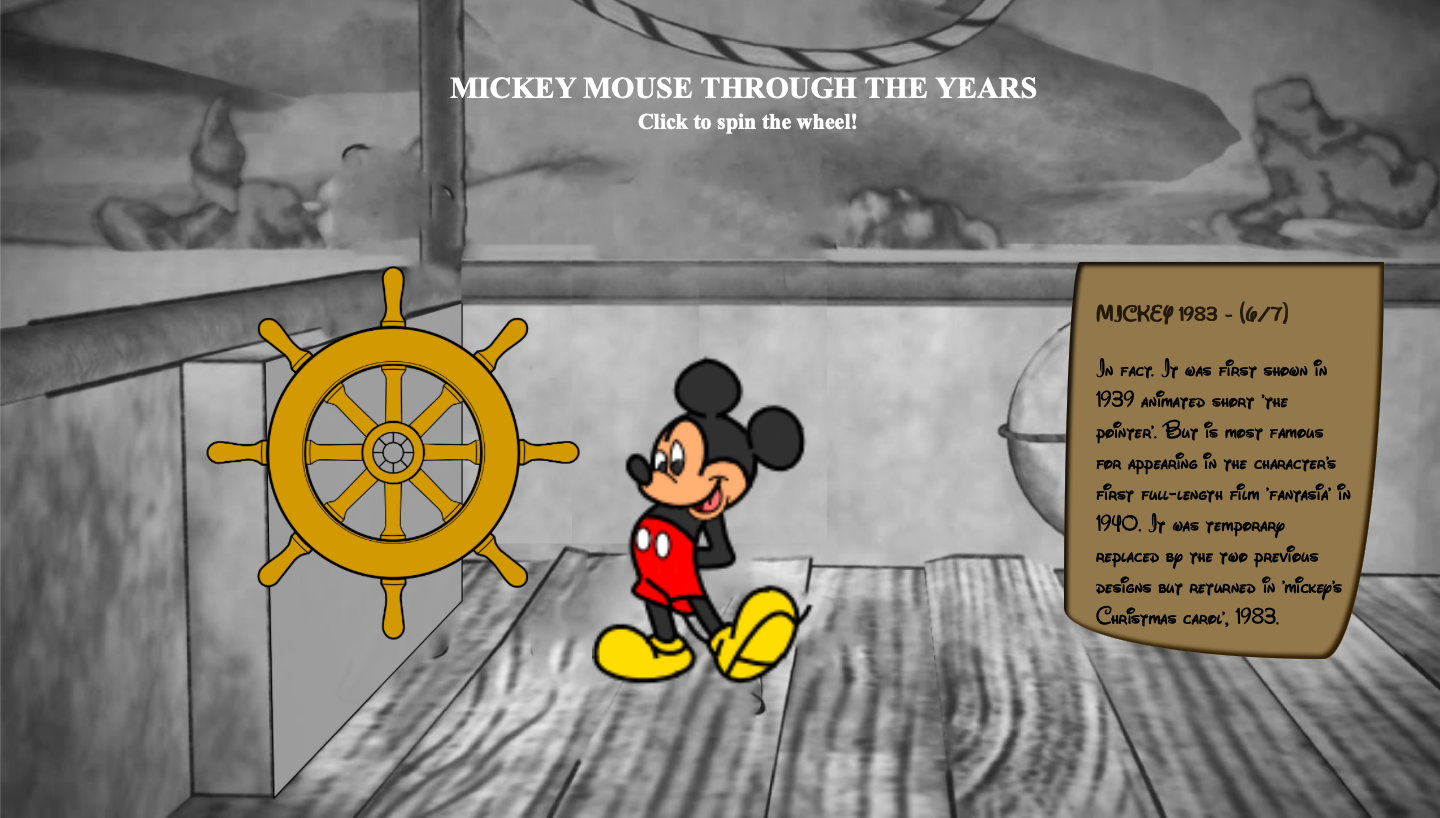 MICKEY MOUSE THROUGH THE YEARS
Click to spin the wheel!
MICKEY 1983 - (6/7)
In fact. It was first shown in
1939 animated short 'the
pointer'. But is most famous
for appearing in the character's
first full-length film 'fantasia' in
1940. It was temporary
replaced by the two previous
designs but returned in 'mickey's
Christmas carol', 1983.